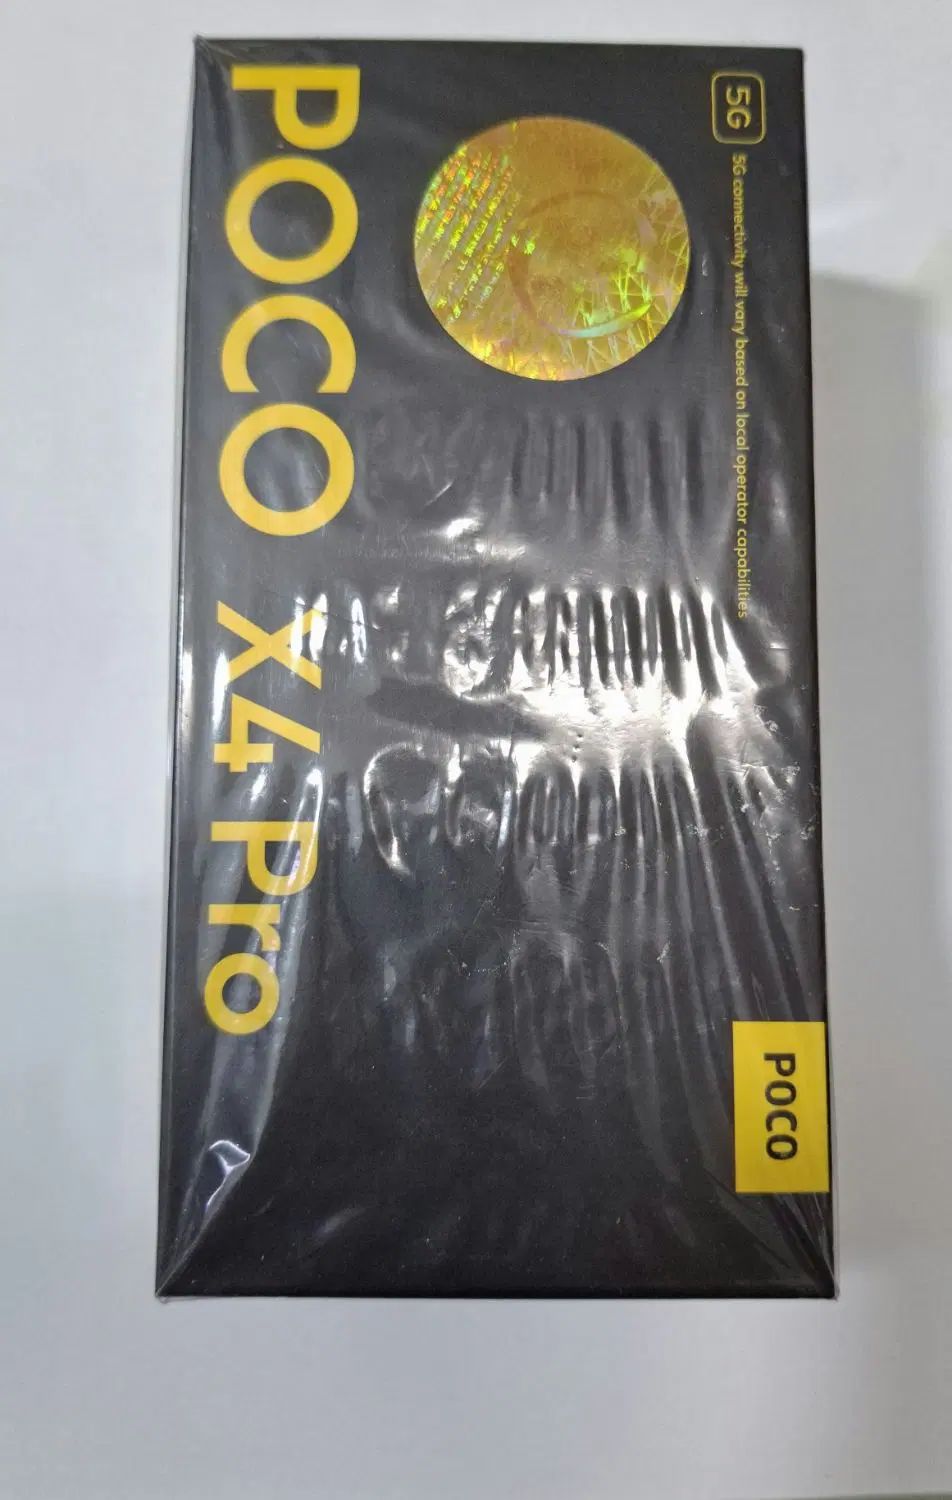 5G
5G connectivity will vary based on local operator capabilities
POCO
POCO X4 Pro